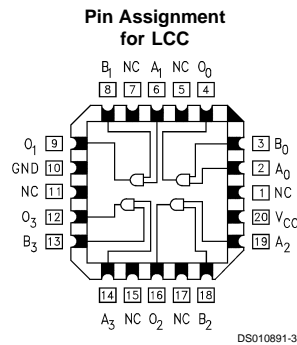 Pin Assignment
for LCC
B₁ NC A₁ NC O₀
8 7 6 5 4
O₁ 9
GND 10
NC 11
O₃ 12
B₃ 13
3 B₀
2 A₀
1 NC
20 V_CC
19 A₂
14 15 16 17 18
A₃ NC O₂ NC B₂
DS010891-3